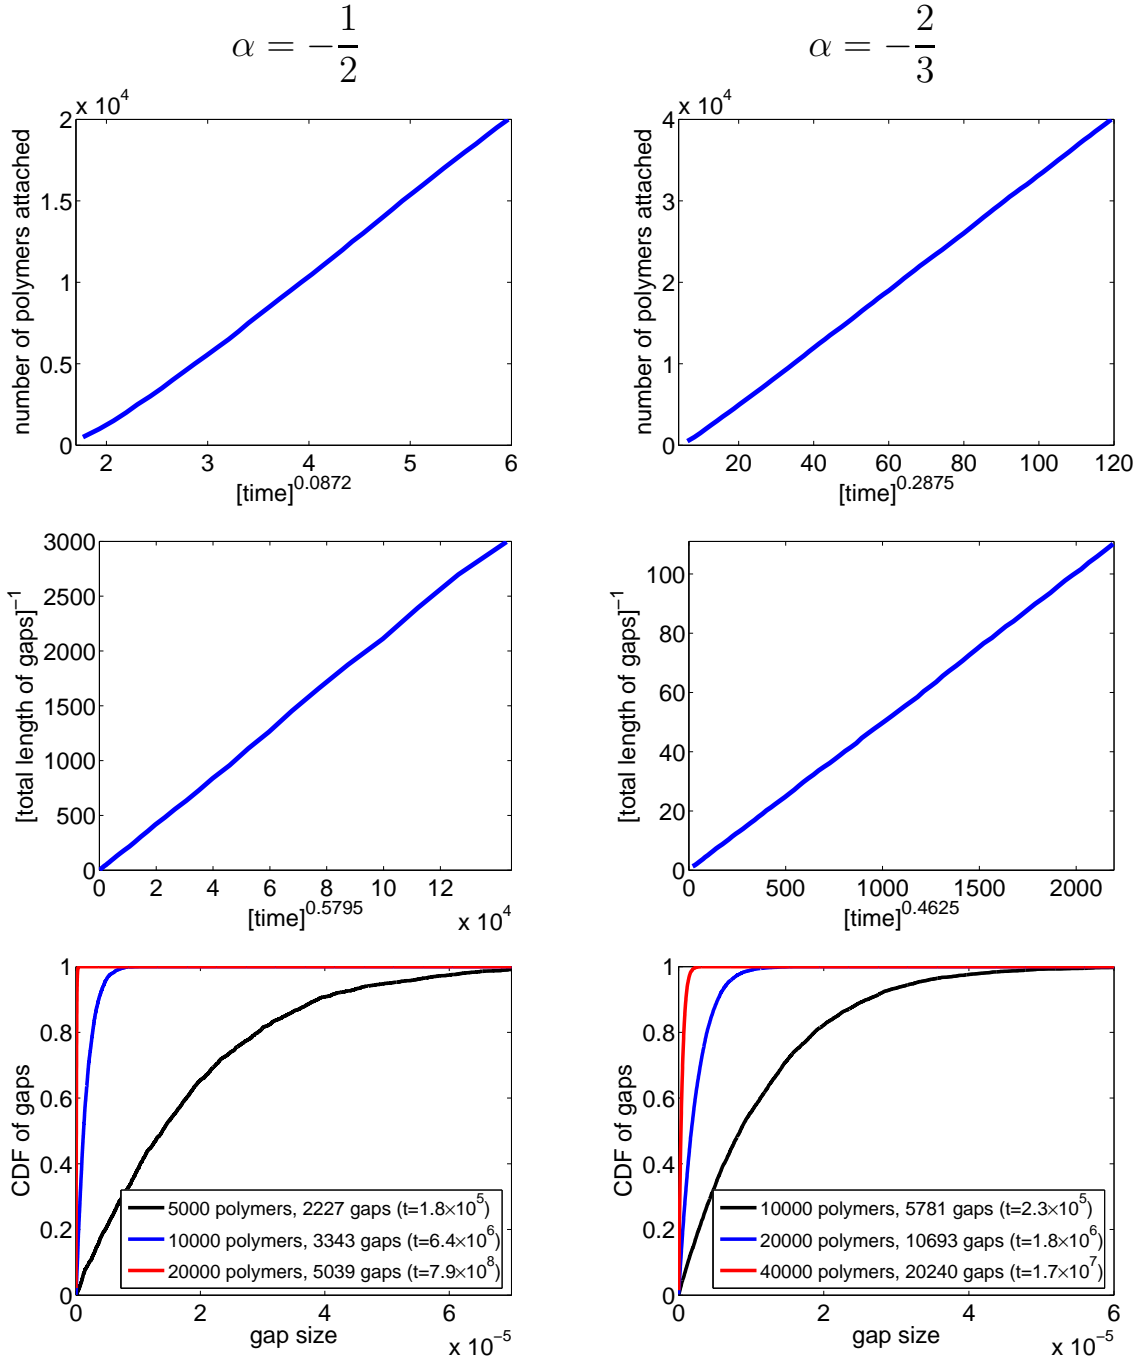 α = −1/2
α = −2/3
x 10^4
2
1.5
1
0.5
0
number of polymers attached
2 3 4 5 6
[time]^0.0872
x 10^4
4
3
2
1
0
number of polymers attached
20 40 60 80 100 120
[time]^0.2875
3000
2500
2000
1500
1000
500
0
[total length of gaps]^−1
0 2 4 6 8 10 12
[time]^0.5795
x 10^4
100
80
60
40
20
0
[total length of gaps]^−1
0 500 1000 1500 2000
[time]^0.4625
1
0.8
0.6
0.4
0.2
0
CDF of gaps
5000 polymers, 2227 gaps (t=1.8×10^5)
10000 polymers, 3343 gaps (t=6.4×10^6)
20000 polymers, 5039 gaps (t=7.9×10^8)
0 2 4 6
gap size
x 10^−5
1
0.8
0.6
0.4
0.2
0
CDF of gaps
10000 polymers, 5781 gaps (t=2.3×10^5)
20000 polymers, 10693 gaps (t=1.8×10^6)
40000 polymers, 20240 gaps (t=1.7×10^7)
0 2 4 6
gap size
x 10^−5